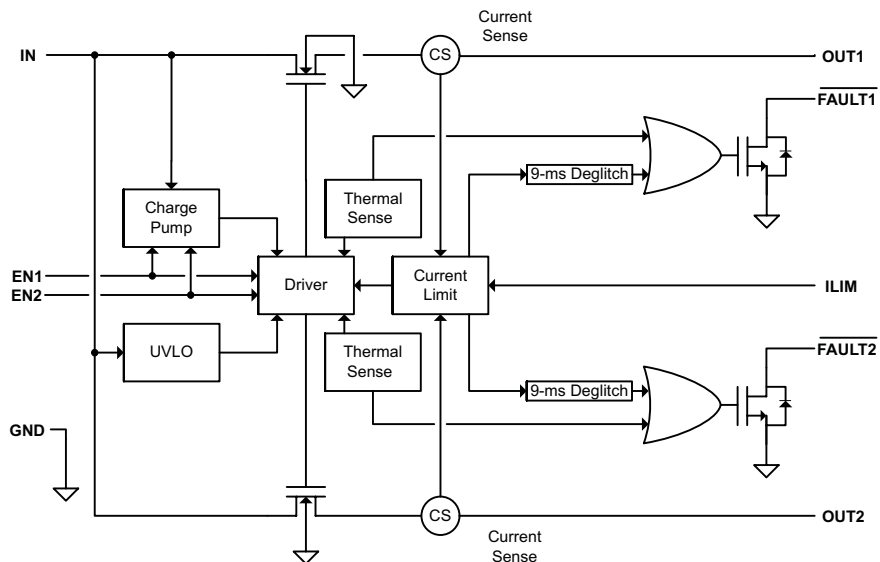 Current
Sense
IN
CS
OUT1
FAULT1
9-ms Deglitch
Thermal
Sense
Charge
Pump
EN1
EN2
Driver
Current
Limit
ILIM
UVLO
Thermal
Sense
FAULT2
9-ms Deglitch
GND
CS
OUT2
Current
Sense